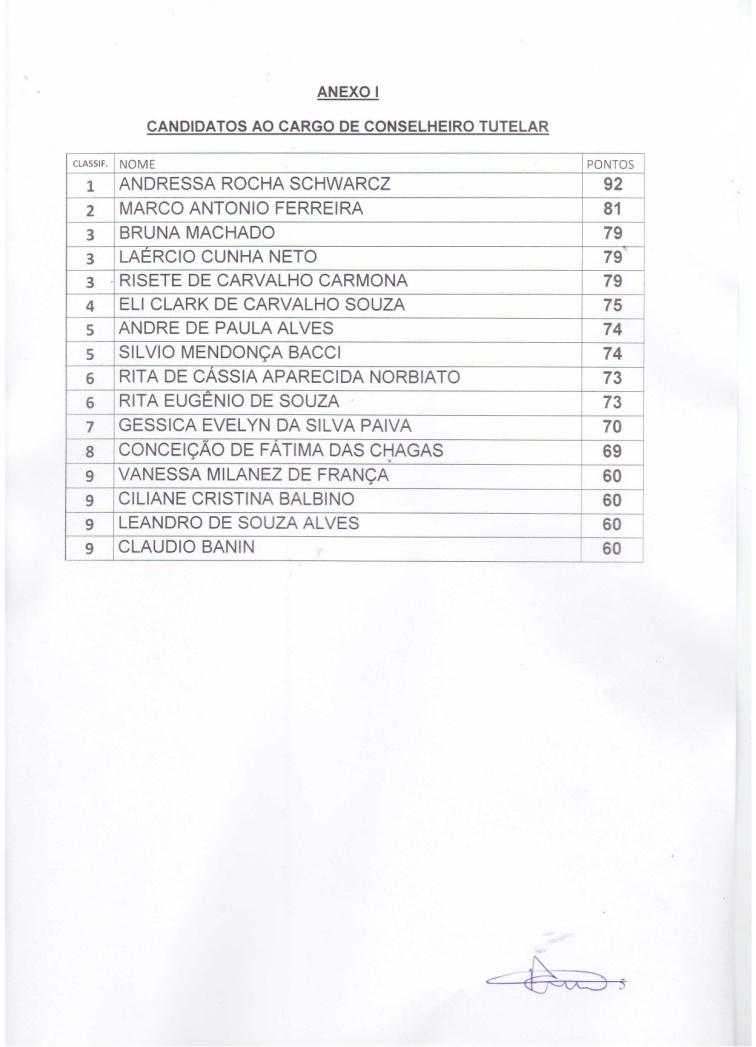 ANEXO I
CANDIDATOS AO CARGO DE CONSELHEIRO TUTELAR
CLASSIF. NOME PONTOS
1 ANDRESSA ROCHA SCHWARCZ 92
2 MARCO ANTONIO FERREIRA 81
3 BRUNA MACHADO 79
3 LAÉRCIO CUNHA NETO 79
3 RISETE DE CARVALHO CARMONA 79
4 ELI CLARK DE CARVALHO SOUZA 75
5 ANDRE DE PAULA ALVES 74
5 SILVIO MENDONÇA BACCI 74
6 RITA DE CÁSSIA APARECIDA NORBIATO 73
6 RITA EUGÊNIO DE SOUZA 73
7 GESSICA EVELYN DA SILVA PAIVA 70
8 CONCEIÇÃO DE FÁTIMA DAS CHAGAS 69
9 VANESSA MILANEZ DE FRANÇA 60
9 CILIANE CRISTINA BALBINO 60
9 LEANDRO DE SOUZA ALVES 60
9 CLAUDIO BANIN 60
5